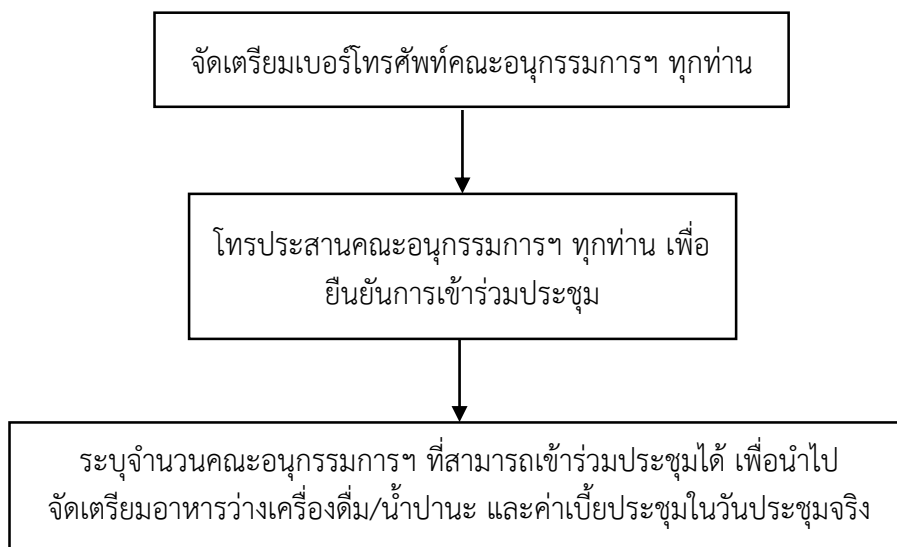 จัดเตรียมเบอร์โทรศัพท์คณะอนุกรรมการฯ ทุกท่าน
โทรประสานคณะอนุกรรมการฯ ทุกท่าน เพื่อ
ยืนยันการเข้าร่วมประชุม
ระบุจำนวนคณะอนุกรรมการฯ ที่สามารถเข้าร่วมประชุมได้ เพื่อนำไป
จัดเตรียมอาหารว่างเครื่องดื่ม/น้ำปานะ และค่าเบี้ยประชุมในวันประชุมจริง